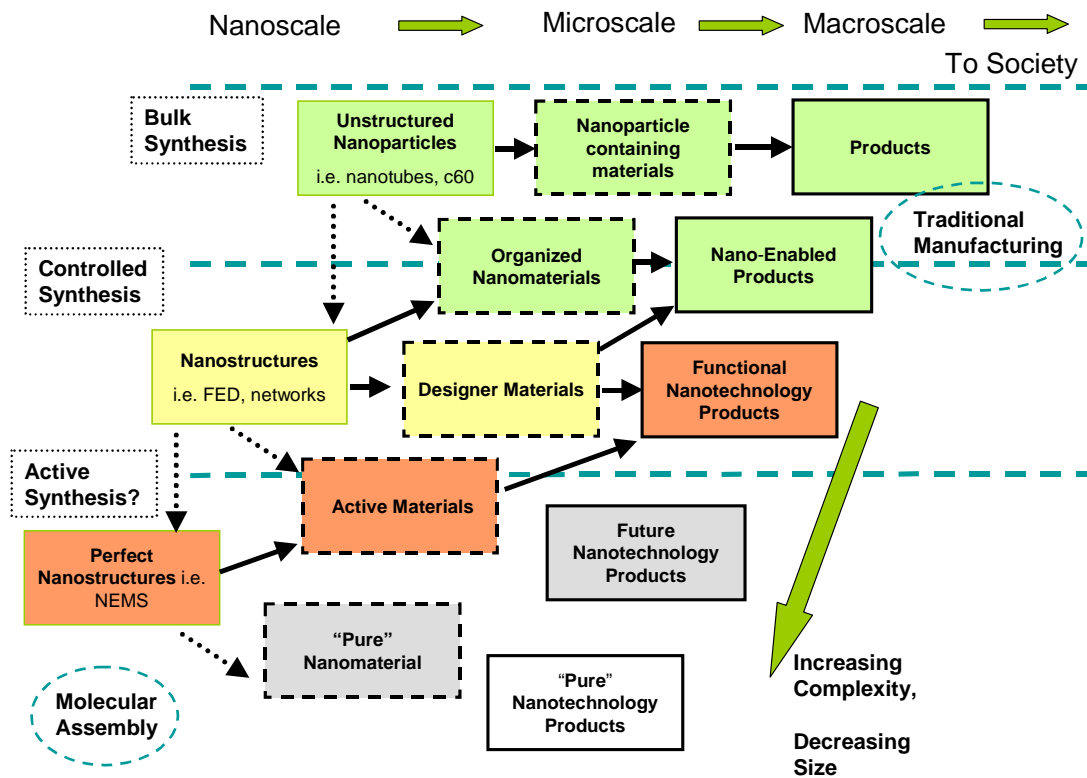 Nanoscale
Microscale
Macroscale
To Society
Bulk
Synthesis
Unstructured
Nanoparticles
i.e. nanotubes, c60
Nanoparticle
containing
materials
Products
Traditional
Manufacturing
Controlled
Synthesis
Organized
Nanomaterials
Nano-Enabled
Products
Nanostructures
i.e. FED, networks
Designer Materials
Functional
Nanotechnology
Products
Active
Synthesis?
Active Materials
Perfect
Nanostructures i.e.
NEMS
Future
Nanotechnology
Products
“Pure”
Nanomaterial
“Pure”
Nanotechnology
Products
Molecular
Assembly
Increasing
Complexity,
Decreasing
Size